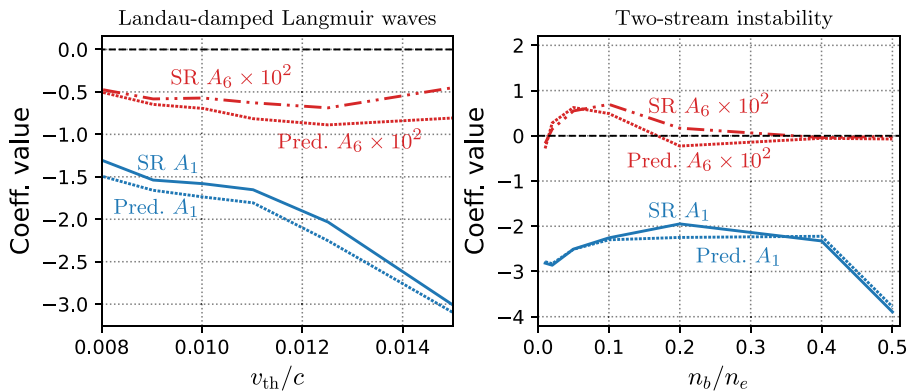 Landau-damped Langmuir waves
Coeff. value
0.0
−0.5
−1.0
−1.5
−2.0
−2.5
−3.0
SR A₆ × 10²
Pred. A₆ × 10²
SR A₁
Pred. A₁
0.008
0.010
0.012
0.014
v_th/c
Two-stream instability
Coeff. value
2
1
0
−1
−2
−3
−4
SR A₆ × 10²
Pred. A₆ × 10²
SR A₁
Pred. A₁
0.0
0.1
0.2
0.3
0.4
0.5
n_b/n_e